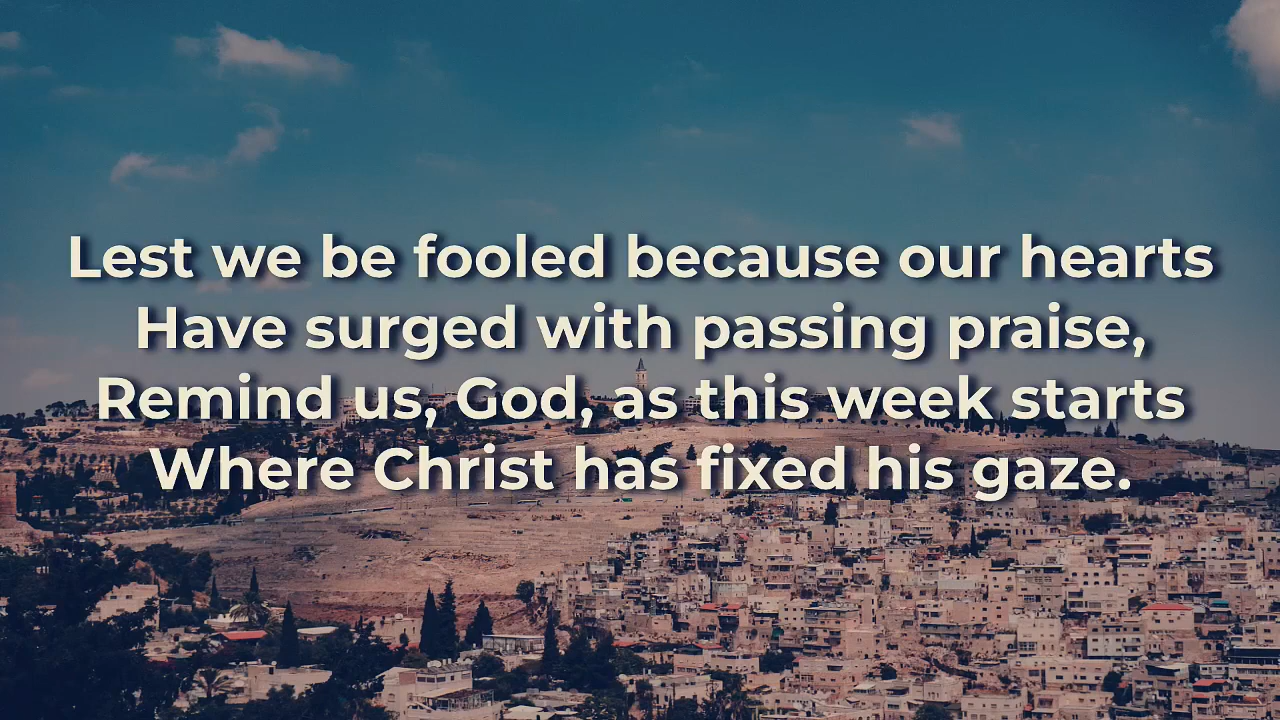 Lest we be fooled because our hearts
Have surged with passing praise,
Remind us, God, as this week starts
Where Christ has fixed his gaze.